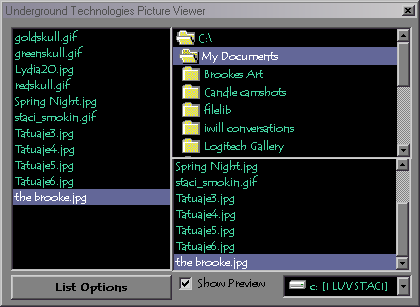 Underground Technologies Picture Viewer
goldskull.gif
greenskull.gif
Lydia20.jpg
redskull.gif
Spring Night.jpg
staci_smokin.gif
Tatuaje3.jpg
Tatuaje4.jpg
Tatuaje5.jpg
Tatuaje6.jpg
the brooke.jpg
List Options
C:\
My Documents
Brookes Art
Candle camshots
filelib
iwill conversations
Logitech Gallery
Spring Night.jpg
staci_smokin.gif
Tatuaje3.jpg
Tatuaje4.jpg
Tatuaje5.jpg
Tatuaje6.jpg
the brooke.jpg
Show Preview
c: [I LUV STACI]